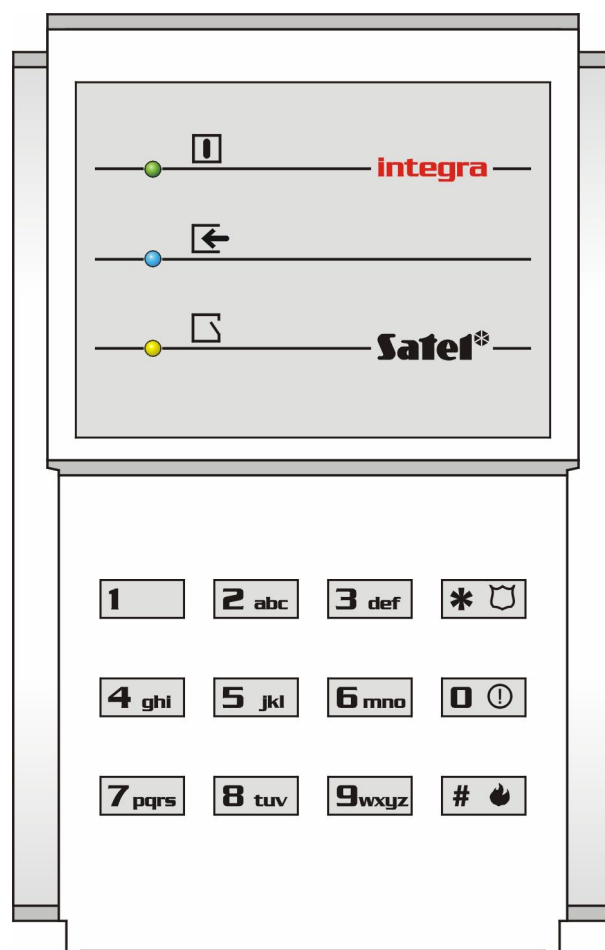 integra
Satel
1 2 abc 3 def *
4 ghi 5 jkl 6 mno 0
7 pqrs 8 tuv 9 wxyz #